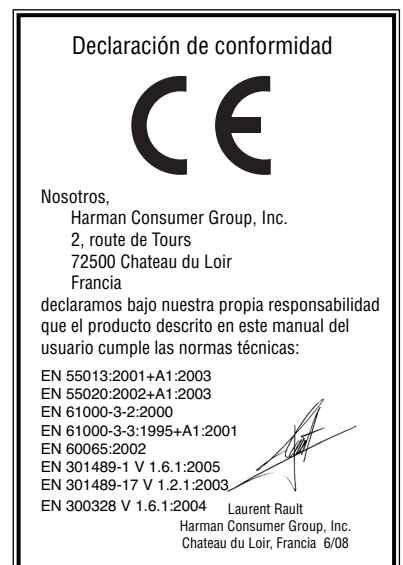 Declaración de conformidad
CE
Nosotros,
Harman Consumer Group, Inc.
2, route de Tours
72500 Chateau du Loir
Francia
declaramos bajo nuestra propia responsabilidad
que el producto descrito en este manual del
usuario cumple las normas técnicas:
EN 55013:2001+A1:2003
EN 55020:2002+A1:2003
EN 61000-3-2:2000
EN 61000-3-3:1995+A1:2001
EN 60065:2002
EN 301489-1 V 1.6.1:2005
EN 301489-17 V 1.2.1:2003
EN 300328 V 1.6.1:2004
Laurent Rault
Harman Consumer Group, Inc.
Chateau du Loir, Francia 6/08